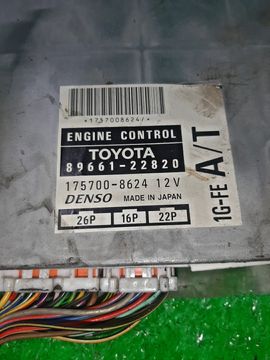 *1757008624/*
ENGINE CONTROL
TOYOTA
89661-22820
175700-8624 12V
DENSO MADE IN JAPAN
26P 16P 22P
1G-FE A/T